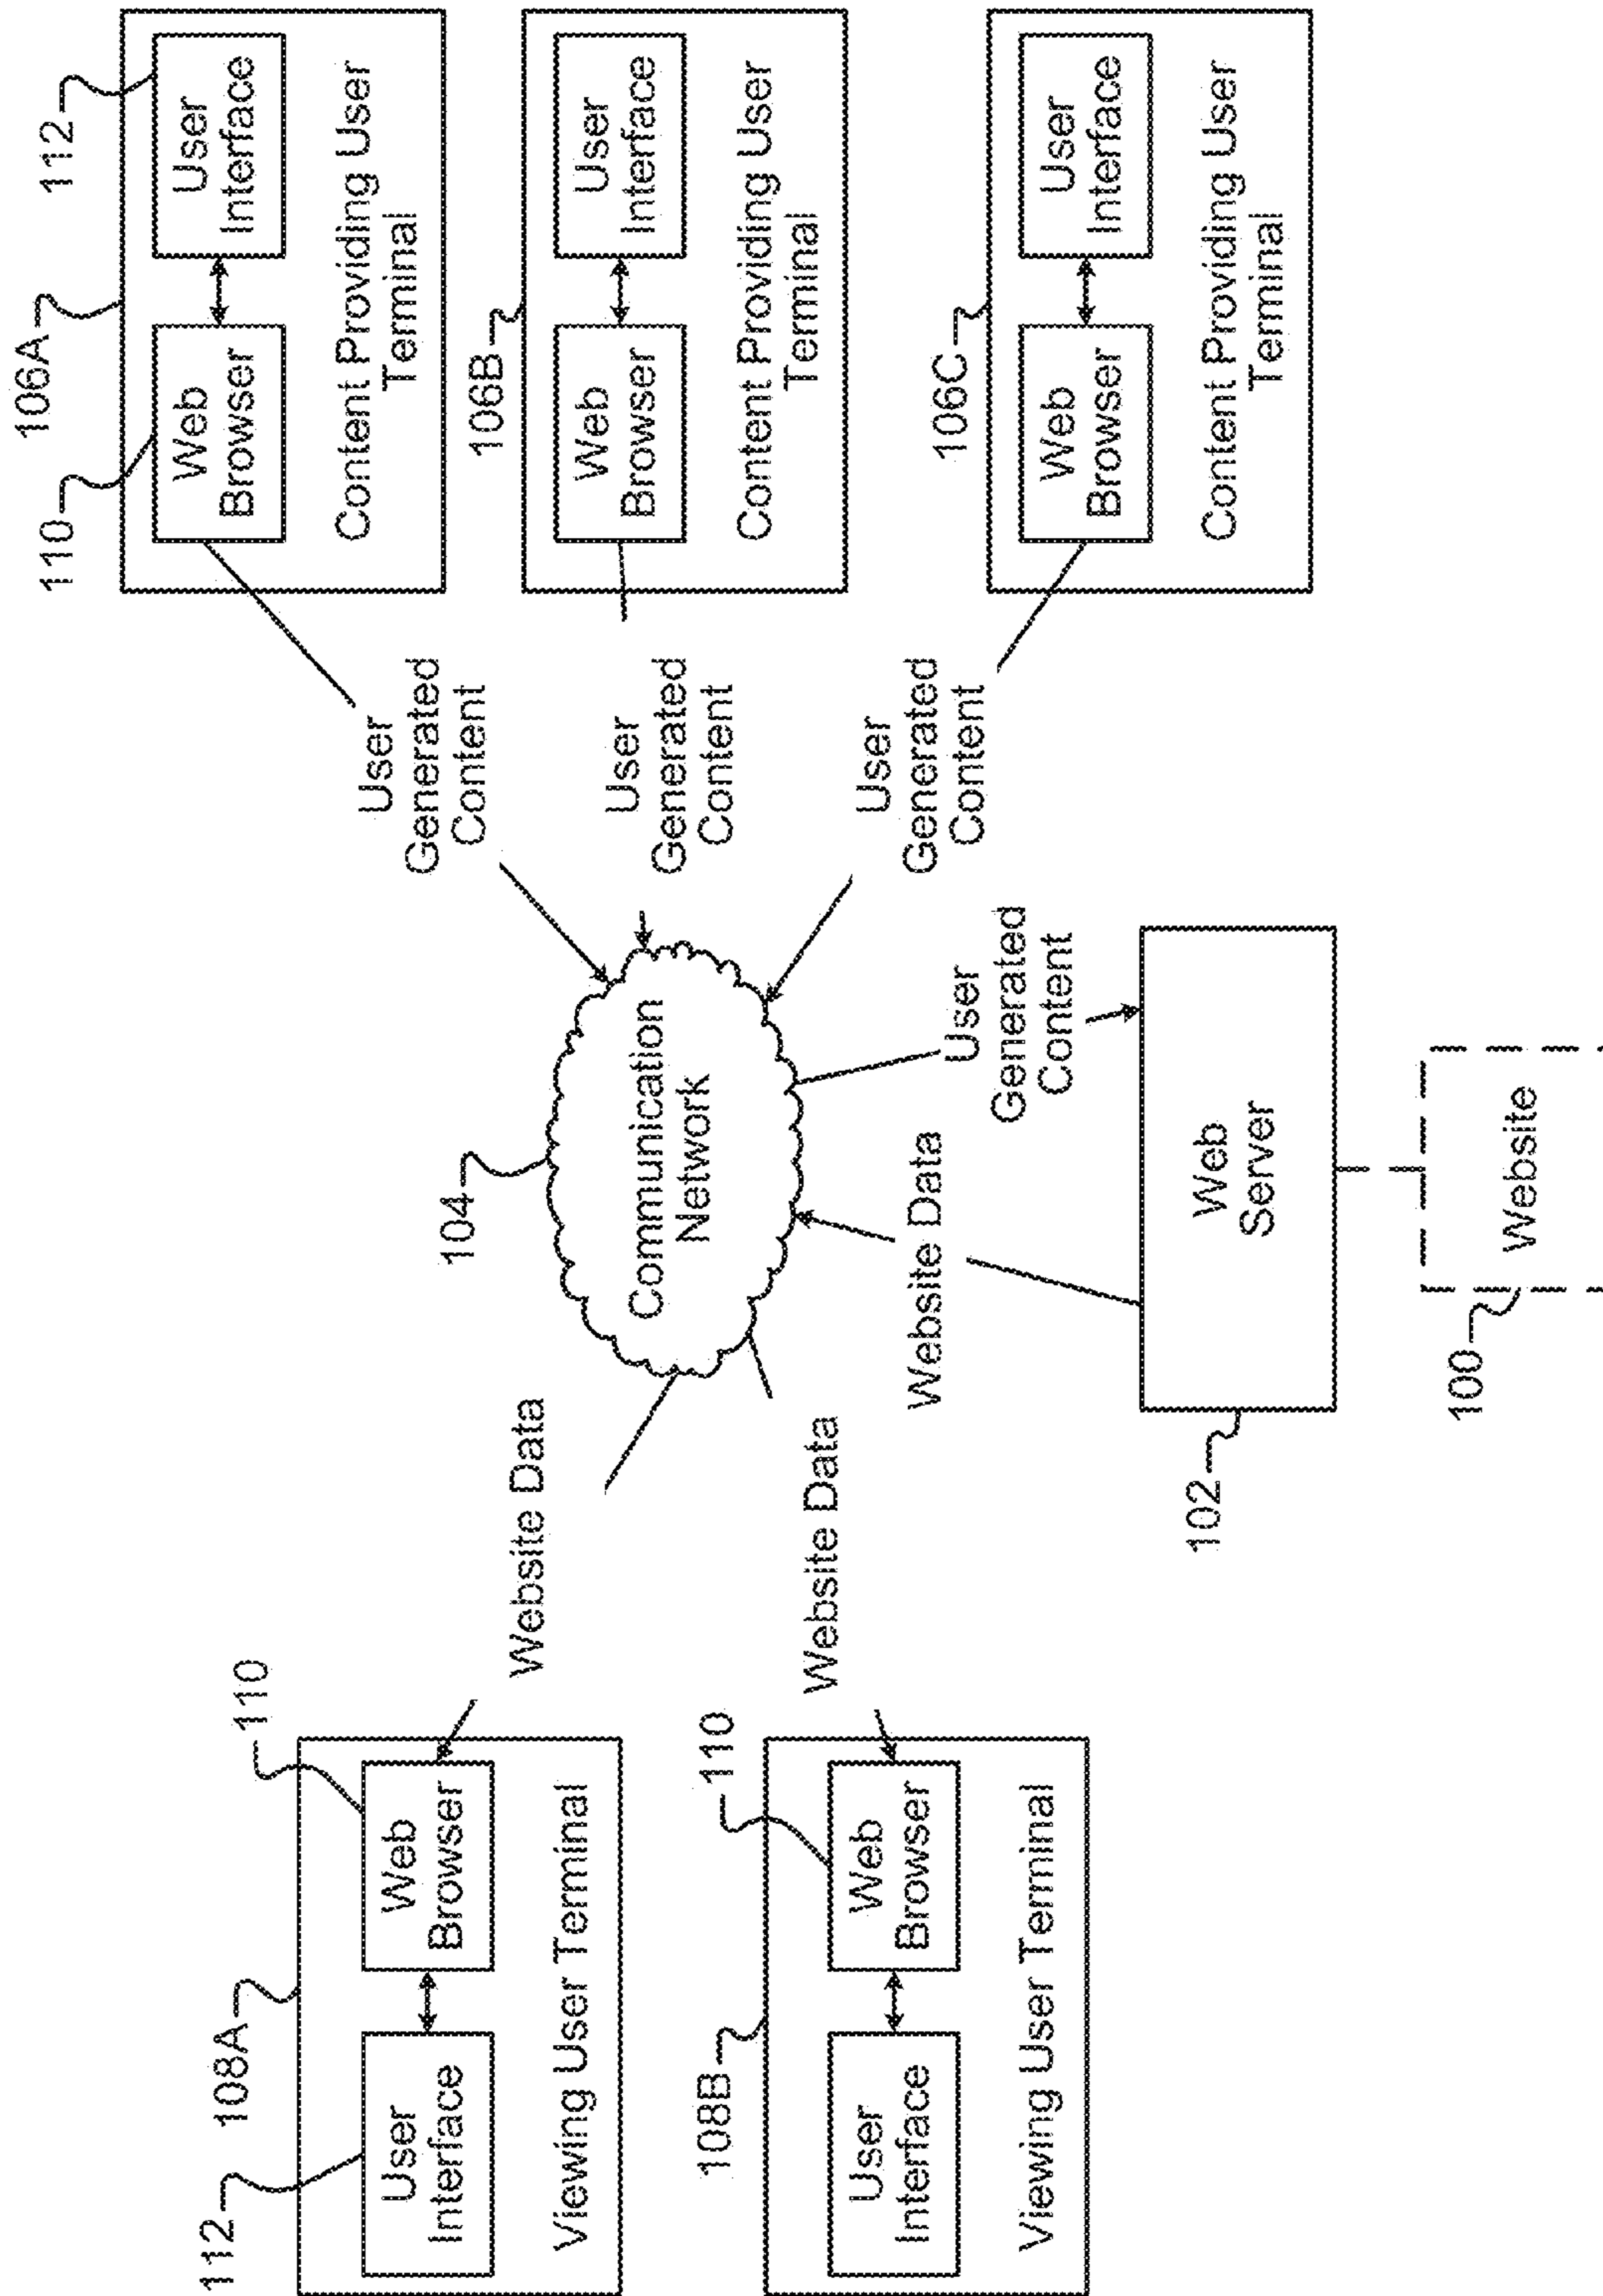 108A
110
112
User
Interface
Web
Browser
Viewing User Terminal
108B
110
User
Interface
Web
Browser
Viewing User Terminal
Website Data
Website Data
104
Communication
Network
Website Data
User
Generated
Content
102
Web
Server
100
Website
User
Generated
Content
User
Generated
Content
User
Generated
Content
106A
110
112
Web
Browser
User
Interface
Content Providing User
Terminal
106B
Web
Browser
User
Interface
Content Providing User
Terminal
106C
Web
Browser
User
Interface
Content Providing User
Terminal